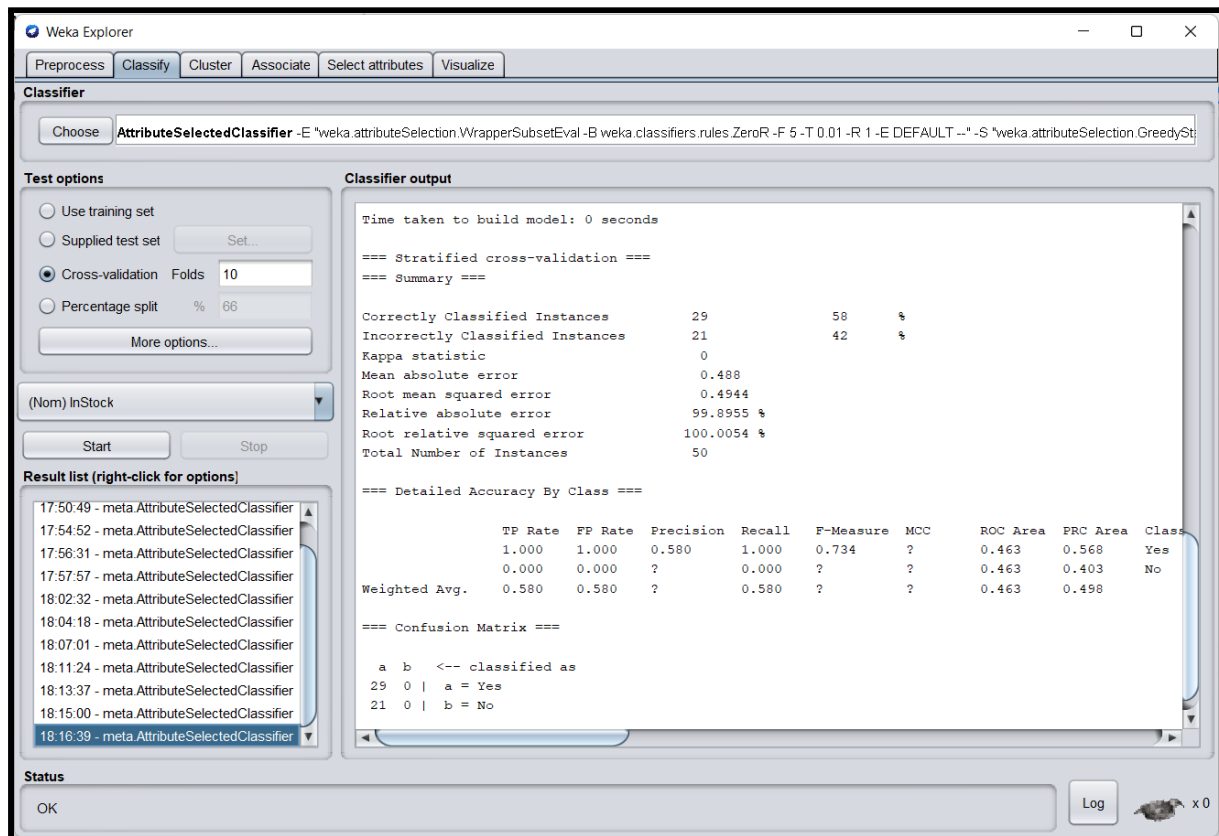 Weka Explorer
Preprocess Classify Cluster Associate Select attributes Visualize
Classifier
Choose AttributeSelectedClassifier -E "weka.attributeSelection.WrapperSubsetEval -B weka.classifiers.rules.ZeroR -F 5 -T 0.01 -R 1 -E DEFAULT --" -S "weka.attributeSelection.GreedySt
Test options
Use training set
Supplied test set Set...
Cross-validation Folds 10
Percentage split % 66
More options...
(Nom) InStock
Start Stop
Result list (right-click for options)
17:50:49 - meta.AttributeSelectedClassifier
17:54:52 - meta.AttributeSelectedClassifier
17:56:31 - meta.AttributeSelectedClassifier
17:57:57 - meta.AttributeSelectedClassifier
18:02:32 - meta.AttributeSelectedClassifier
18:04:18 - meta.AttributeSelectedClassifier
18:07:01 - meta.AttributeSelectedClassifier
18:11:24 - meta.AttributeSelectedClassifier
18:13:37 - meta.AttributeSelectedClassifier
18:15:00 - meta.AttributeSelectedClassifier
18:16:39 - meta.AttributeSelectedClassifier
Classifier output
Time taken to build model: 0 seconds
=== Stratified cross-validation ===
=== Summary ===
Correctly Classified Instances 29 58 %
Incorrectly Classified Instances 21 42 %
Kappa statistic 0
Mean absolute error 0.488
Root mean squared error 0.4944
Relative absolute error 99.8955 %
Root relative squared error 100.0054 %
Total Number of Instances 50
=== Detailed Accuracy By Class ===
TP Rate FP Rate Precision Recall F-Measure MCC ROC Area PRC Area Class
1.000 1.000 0.580 1.000 0.734 ? 0.463 0.568 Yes
0.000 0.000 ? 0.000 ? ? 0.463 0.403 No
Weighted Avg. 0.580 0.580 ? 0.580 ? ? 0.463 0.498
=== Confusion Matrix ===
a b <-- classified as
29 0 | a = Yes
21 0 | b = No
Status
OK
Log
x 0